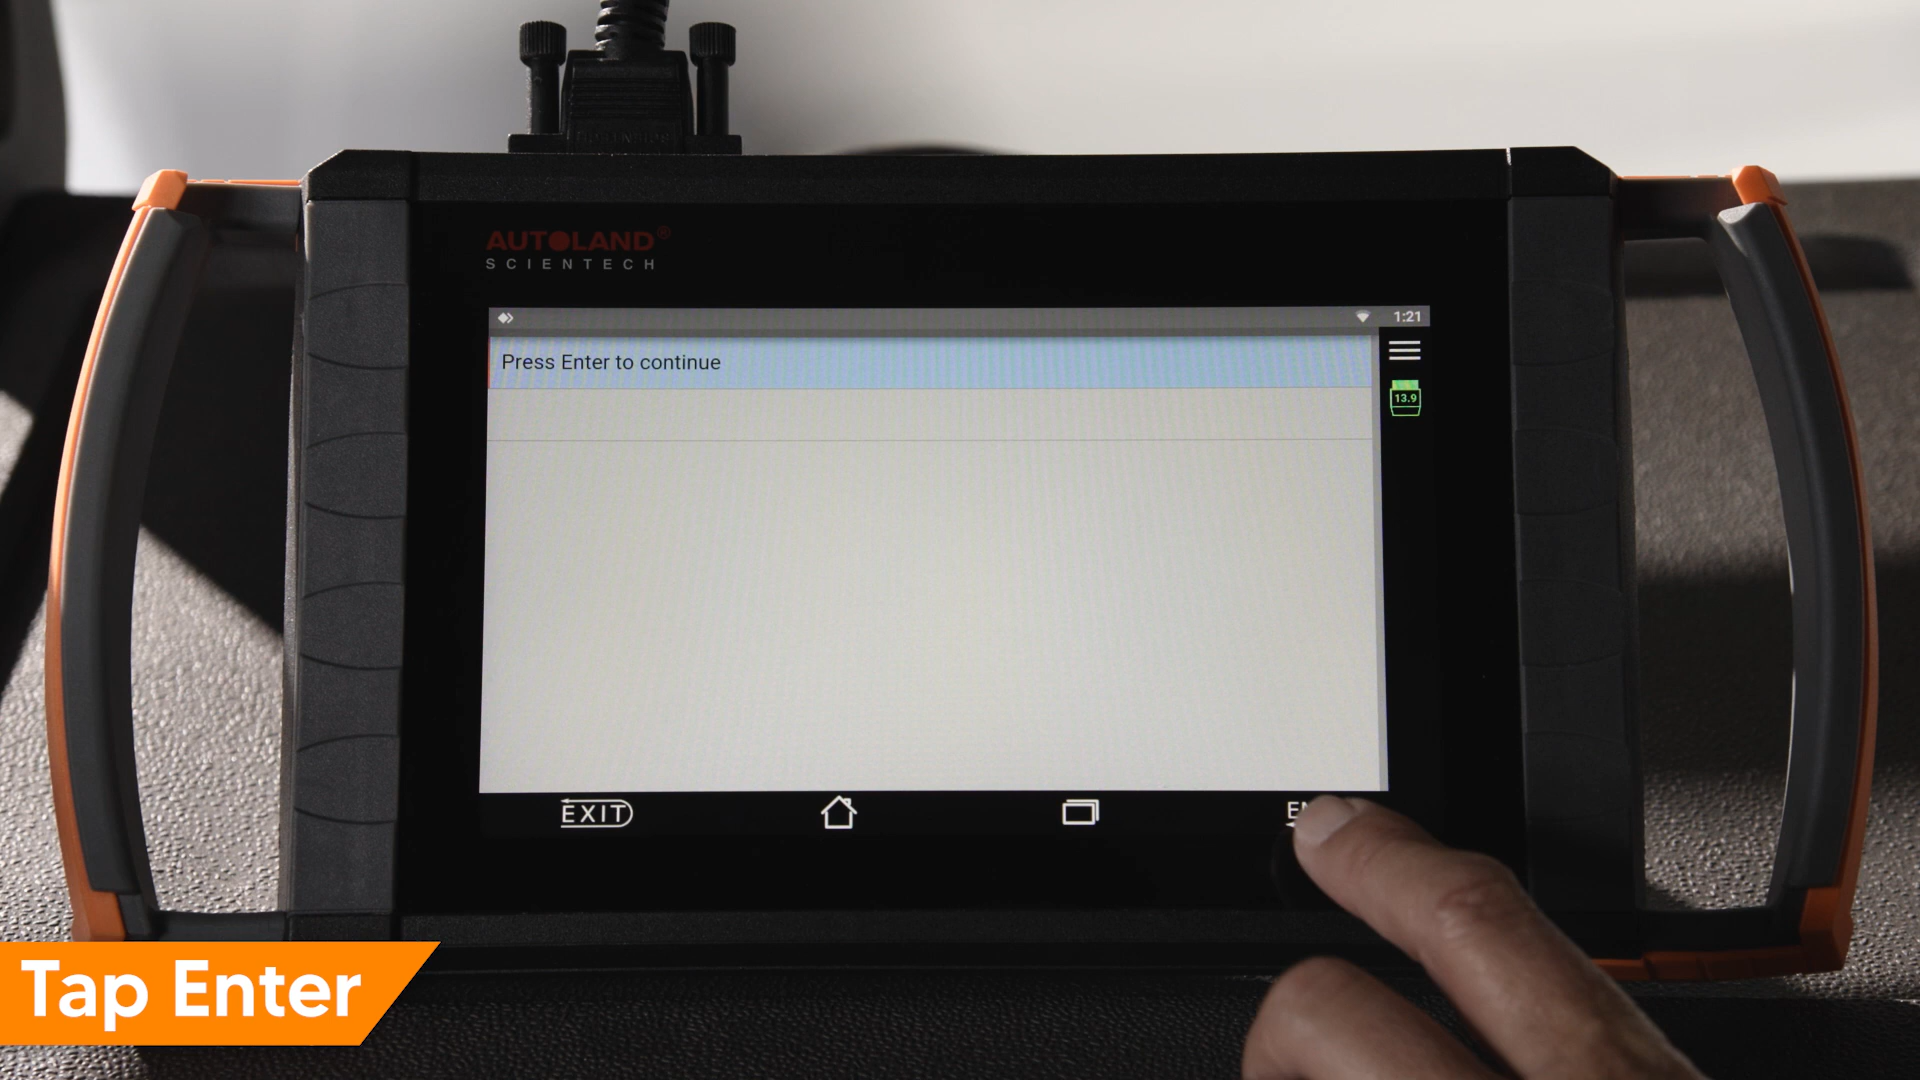 AUTOLAND®
SCIENTECH
1:21
Press Enter to continue
13.9
EXIT
Tap Enter